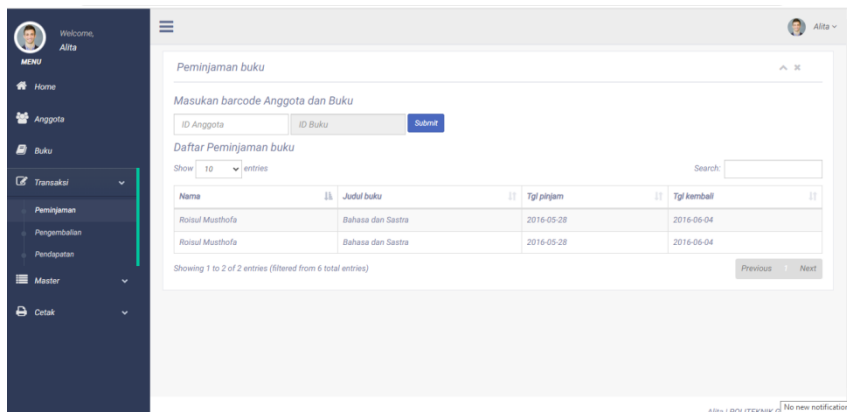 Welcome,
Alita
MENU
Home
Anggota
Buku
Transaksi
Peminjaman
Pengembalian
Pendapatan
Master
Cetak
Alita
Peminjaman buku
Masukan barcode Anggota dan Buku
ID Anggota ID Buku Submit
Daftar Peminjaman buku
Show 10 entries Search:
Nama Judul buku Tgl pinjam Tgl kembali
Roisul Musthofa Bahasa dan Sastra 2016-05-28 2016-06-04
Roisul Musthofa Bahasa dan Sastra 2016-05-28 2016-06-04
Showing 1 to 2 of 2 entries (filtered from 6 total entries) Previous 1 Next
Alita | POLITEKNIK
No new notification